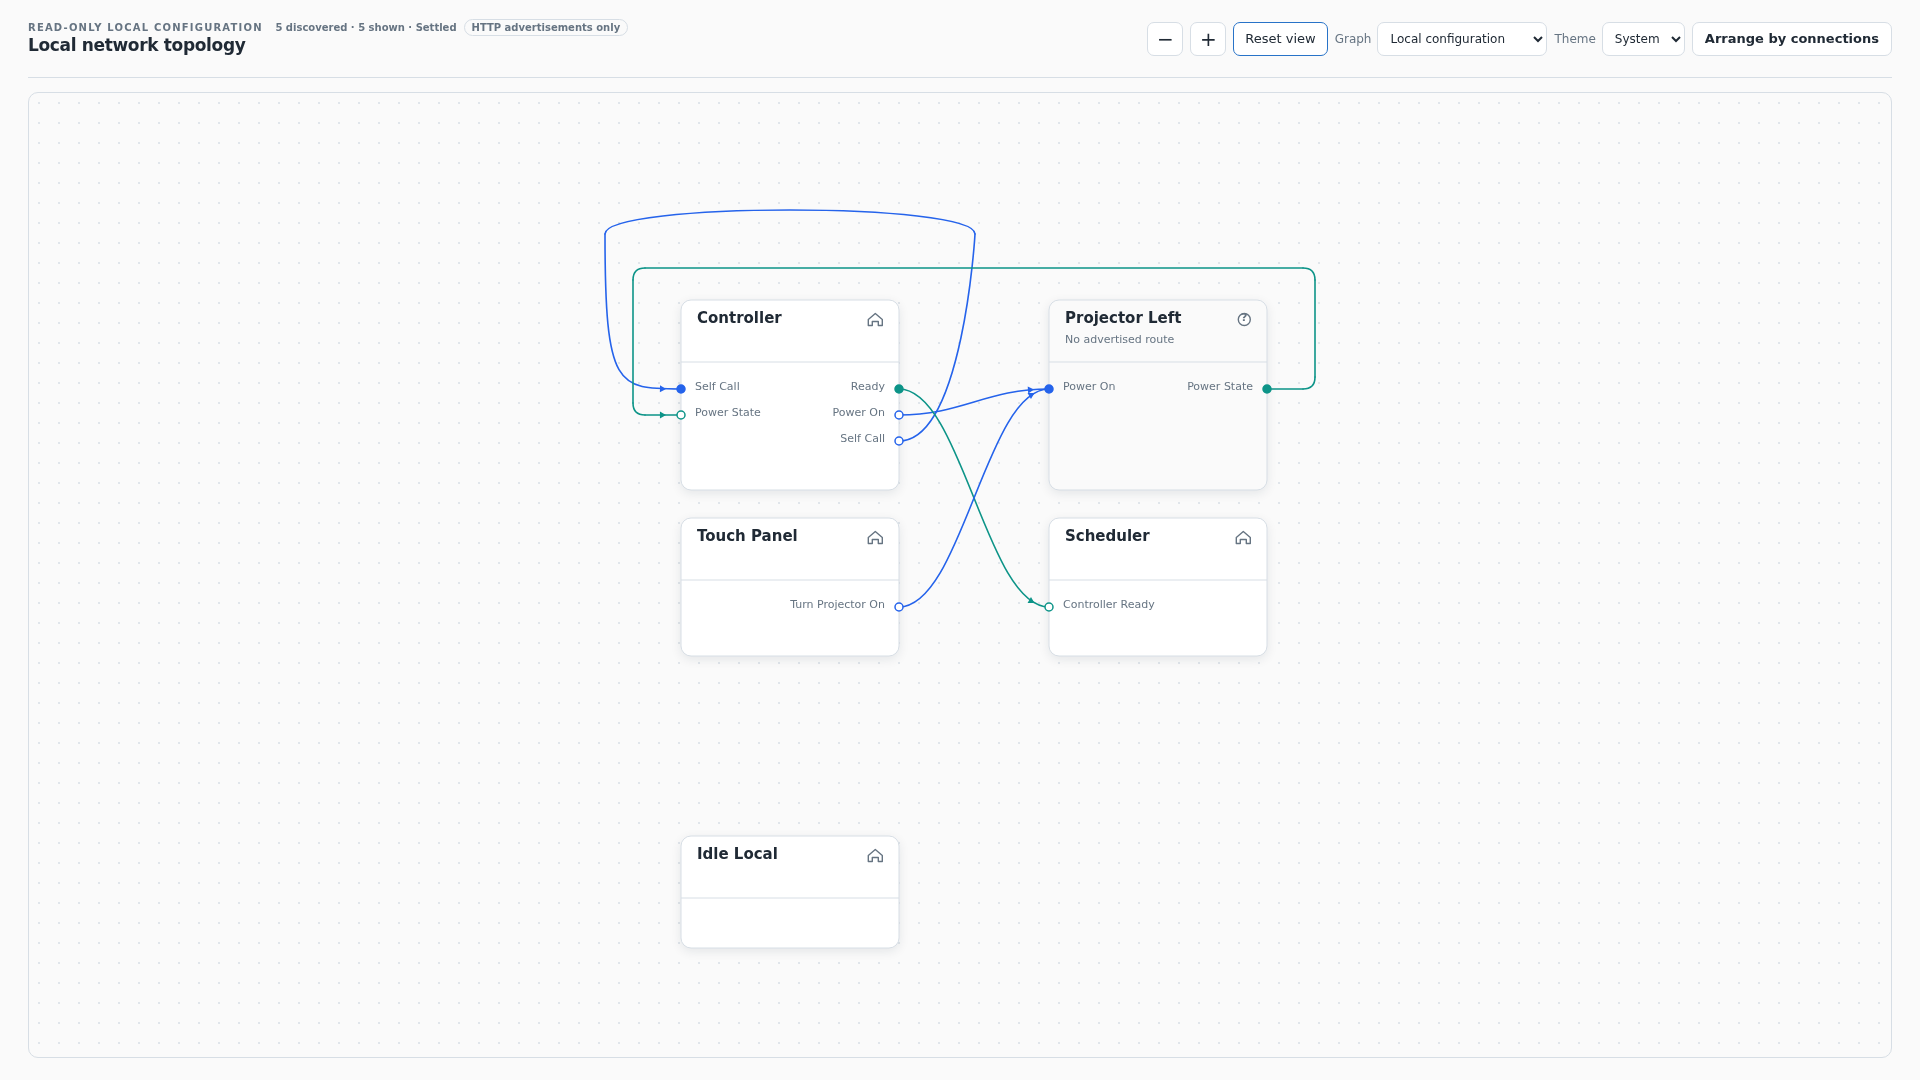 READ-ONLY LOCAL CONFIGURATION 5 discovered · 5 shown · Settled HTTP advertisements only
Local network topology
− + Reset view Graph Local configuration Theme System Arrange by connections
Controller
Self Call Ready
Power State Power On
Self Call
Projector Left ?
No advertised route
Power On Power State
Touch Panel
Turn Projector On
Scheduler
Controller Ready
Idle Local